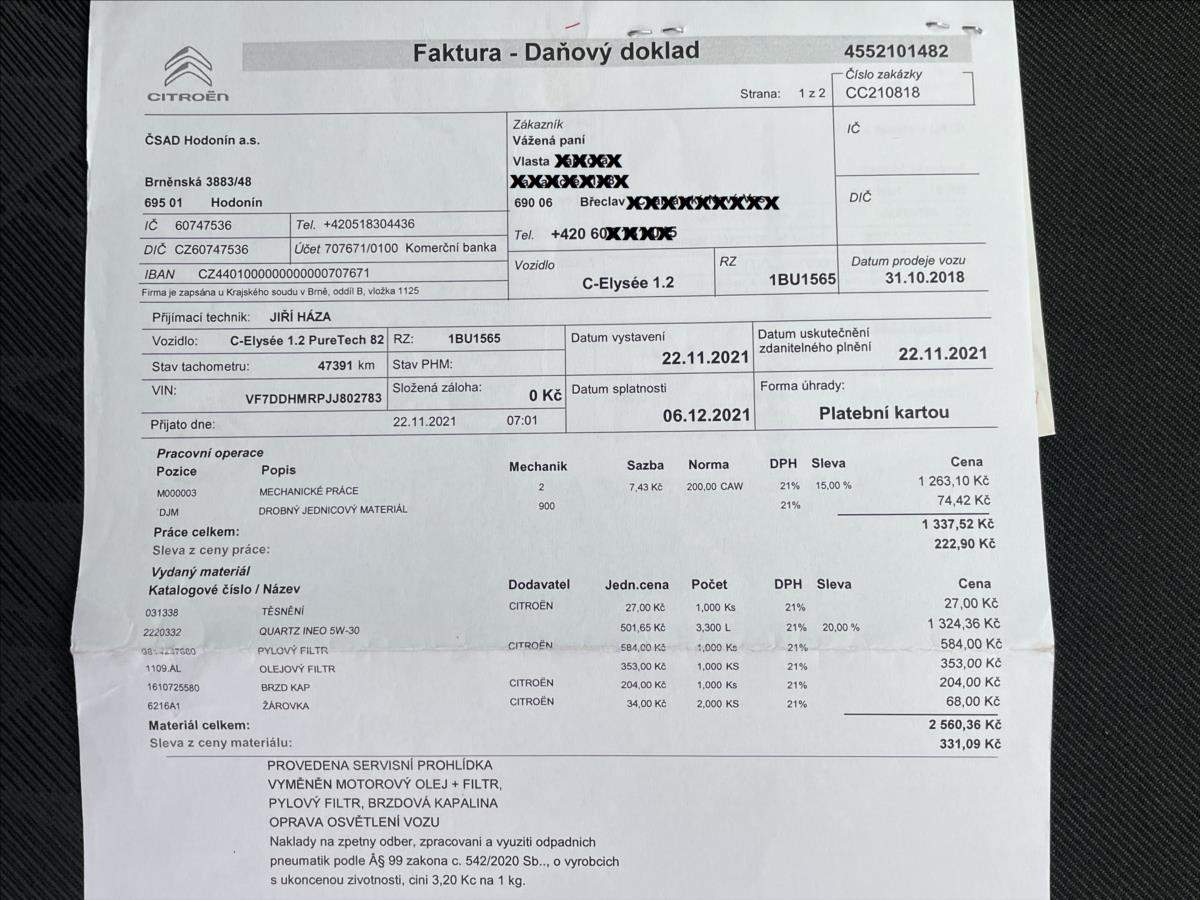 Faktura - Daňový doklad 4552101482
CITROËN
Strana: 1 z 2
Číslo zakázky
CC210818
ČSAD Hodonín a.s.
Brněnská 3883/48
695 01 Hodonín
IČ 60747536 Tel. +420518304436
DIČ CZ60747536 Účet 707671/0100 Komerční banka
IBAN CZ4401000000000000707671
Firma je zapsána u Krajského soudu v Brně, oddíl B, vložka 1125
Zákazník
Vážená paní
Vlasta
690 06 Břeclav
Tel. +420 60
IČ
DIČ
Vozidlo C-Elysée 1.2
RZ 1BU1565
Datum prodeje vozu
31.10.2018
Přijímací technik: JIŘÍ HÁZA
Vozidlo: C-Elysée 1.2 PureTech 82 RZ: 1BU1565
Stav tachometru: 47391 km Stav PHM:
VIN: VF7DDHMRPJJ802783 Složená záloha: 0 Kč
Přijato dne: 22.11.2021 07:01
Datum vystavení
22.11.2021
Datum uskutečnění
zdanitelného plnění 22.11.2021
Datum splatnosti
06.12.2021
Forma úhrady:
Platební kartou
Pracovní operace
Pozice Popis Mechanik Sazba Norma DPH Sleva Cena
M000003 MECHANICKÉ PRÁCE 2 7,43 Kč 200,00 CAW 21% 15,00 % 1 263,10 Kč
DJM DROBNÝ JEDNICOVÝ MATERIÁL 900 21% 74,42 Kč
Práce celkem: 1 337,52 Kč
Sleva z ceny práce: 222,90 Kč
Vydaný materiál
Katalogové číslo / Název Dodavatel Jedn.cena Počet DPH Sleva Cena
031338 TĚSNĚNÍ CITROËN 27,00 Kč 1,000 Ks 21% 27,00 Kč
2220332 QUARTZ INEO 5W-30 501,65 Kč 3,300 L 21% 20,00 % 1 324,36 Kč
PYLOVÝ FILTR CITROËN 584,00 Kč 1,000 Ks 21% 584,00 Kč
1109.AL OLEJOVÝ FILTR 353,00 Kč 1,000 KS 21% 353,00 Kč
1610725580 BRZD KAP CITROËN 204,00 Kč 1,000 Ks 21% 204,00 Kč
6216A1 ŽÁROVKA CITROËN 34,00 Kč 2,000 KS 21% 68,00 Kč
Materiál celkem: 2 560,36 Kč
Sleva z ceny materiálu: 331,09 Kč
PROVEDENA SERVISNÍ PROHLÍDKA
VYMĚNĚN MOTOROVÝ OLEJ + FILTR,
PYLOVÝ FILTR, BRZDOVÁ KAPALINA
OPRAVA OSVĚTLENÍ VOZU
Naklady na zpetny odber, zpracovani a vyuziti odpadnich
pneumatik podle Â§ 99 zakona c. 542/2020 Sb.., o vyrobcich
s ukoncenou zivotnosti, cini 3,20 Kc na 1 kg.